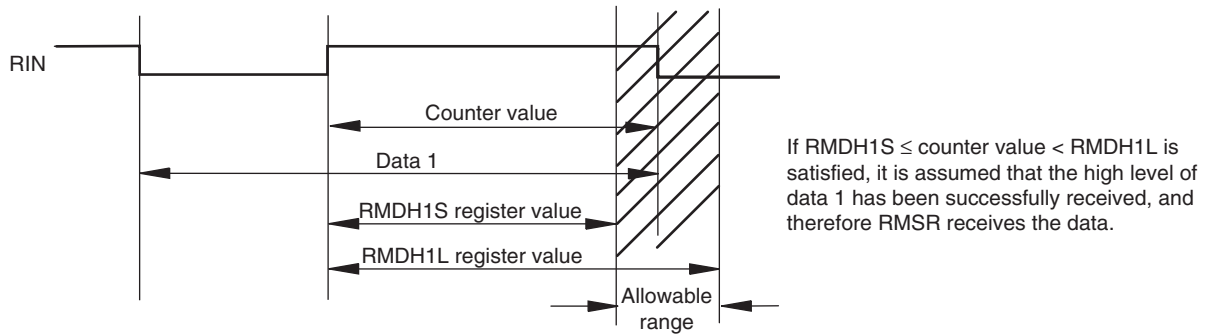 RIN
Counter value
Data 1
RMDH1S register value
RMDH1L register value
Allowable
range
If RMDH1S ≤ counter value < RMDH1L is
satisfied, it is assumed that the high level of
data 1 has been successfully received, and
therefore RMSR receives the data.